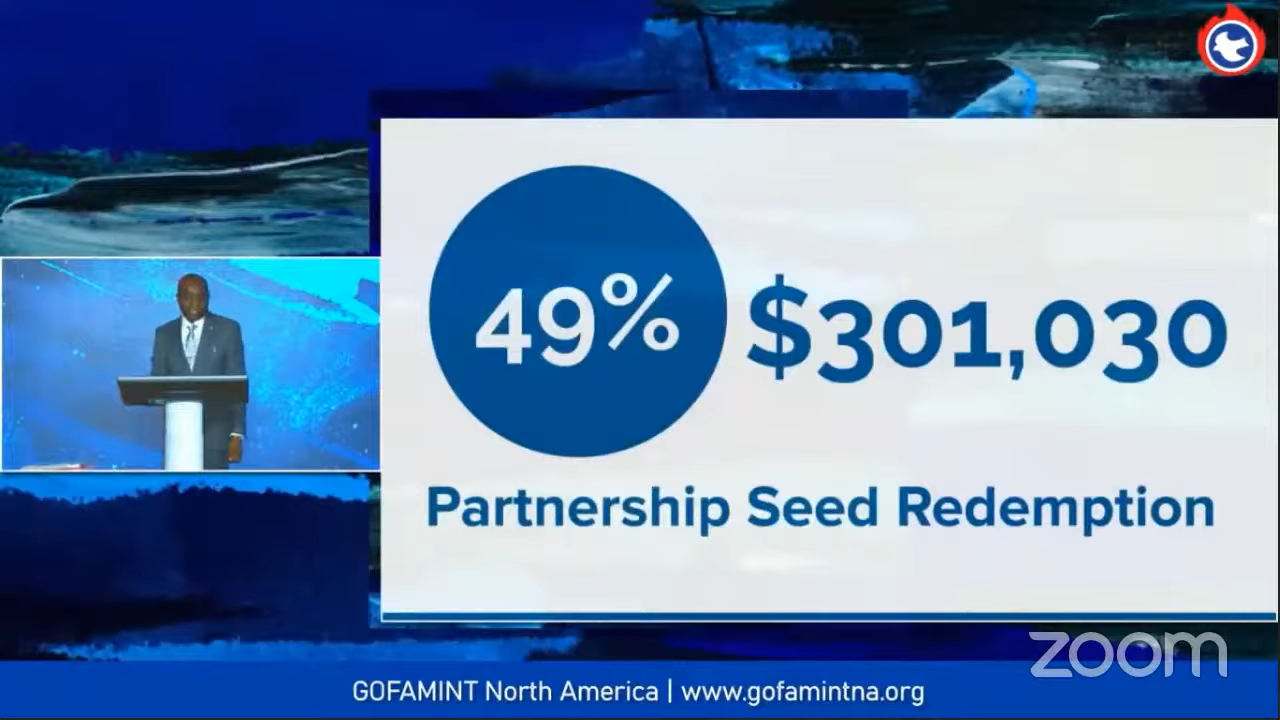 49%
$301,030
Partnership Seed Redemption
zoom
GOFAMINT North America | www.gofamintna.org